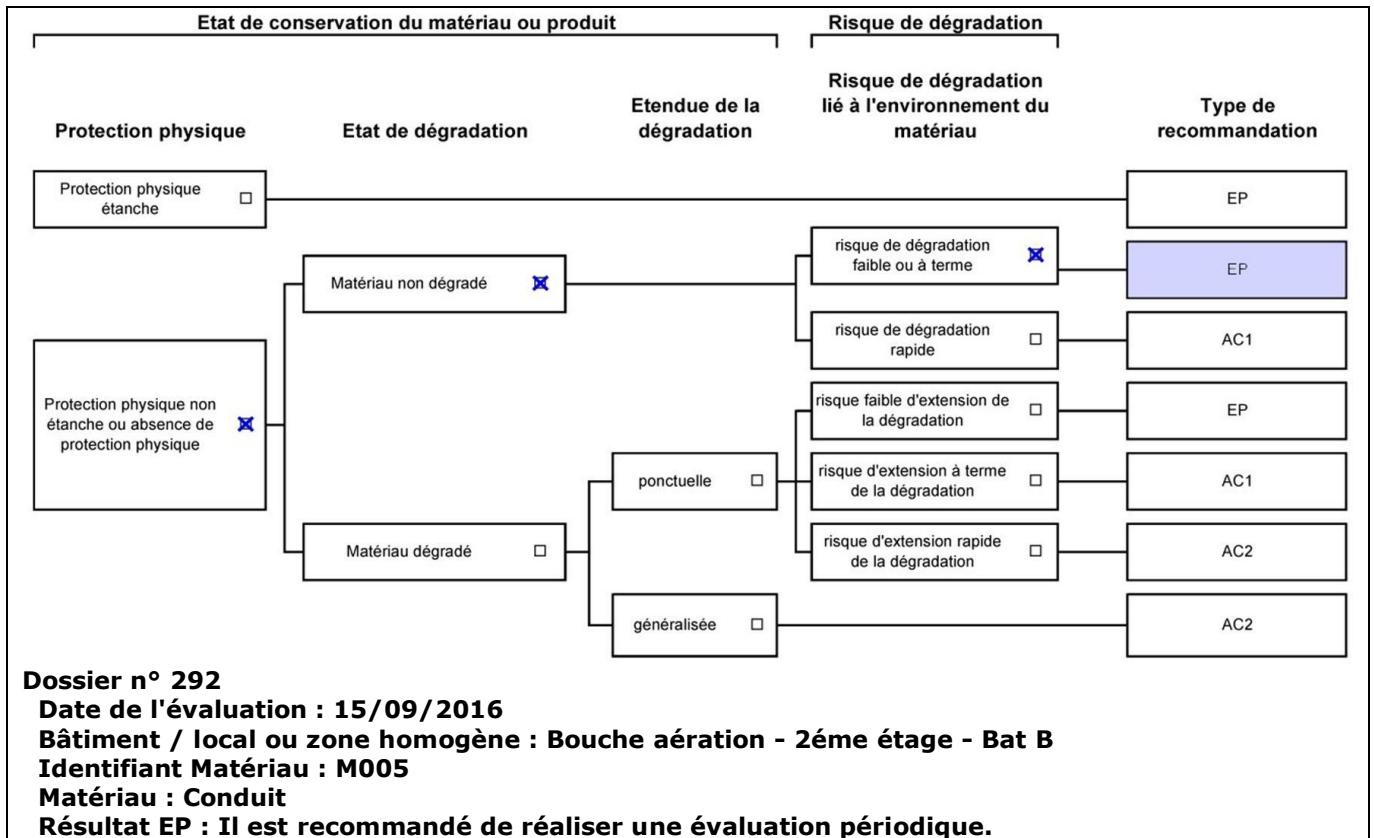 Etat de conservation du matériau ou produit
Risque de dégradation
Protection physique
Etat de dégradation
Etendue de la
dégradation
Risque de dégradation
lié à l'environnement du
matériau
Type de
recommandation
Protection physique
étanche
EP
risque de dégradation
faible ou à terme
EP
Matériau non dégradé
risque de dégradation
rapide
AC1
Protection physique non
étanche ou absence de
protection physique
risque faible d'extension de
la dégradation
EP
ponctuelle
risque d'extension à terme
de la dégradation
AC1
Matériau dégradé
risque d'extension rapide
de la dégradation
AC2
généralisée
AC2
Dossier n° 292
Date de l'évaluation : 15/09/2016
Bâtiment / local ou zone homogène : Bouche aération - 2éme étage - Bat B
Identifiant Matériau : M005
Matériau : Conduit
Résultat EP : Il est recommandé de réaliser une évaluation périodique.